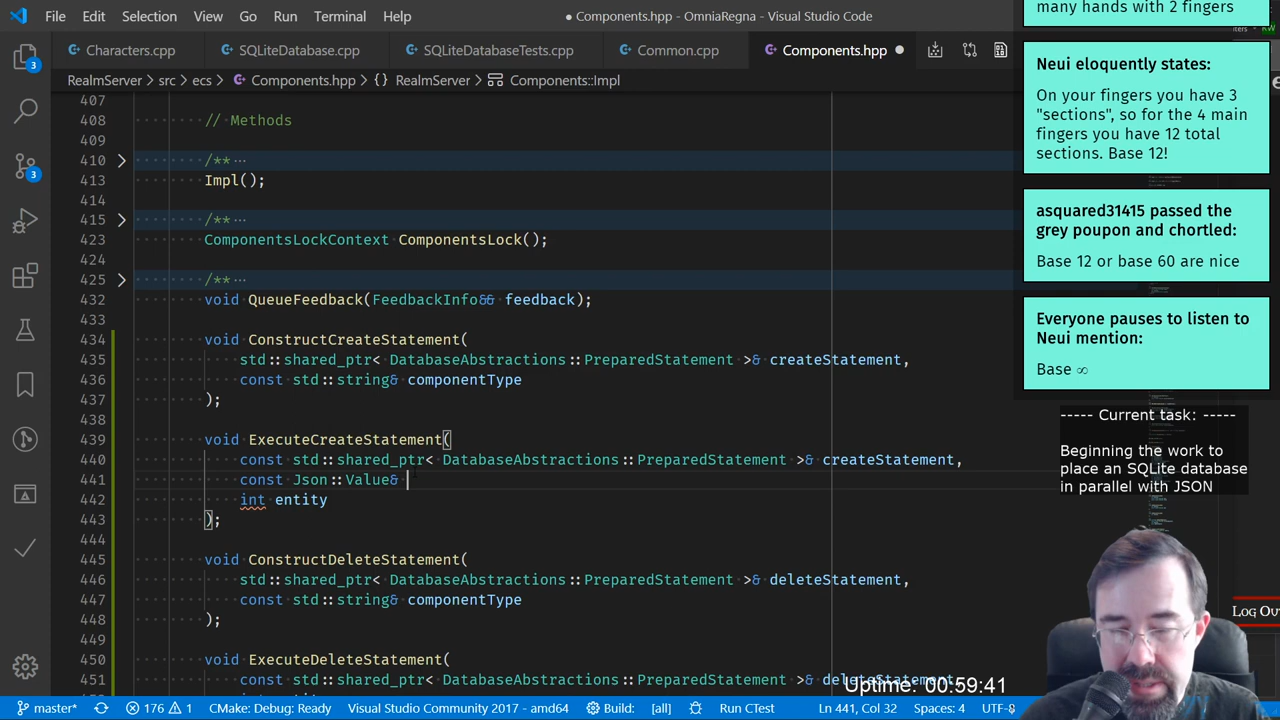 File Edit Selection View Go Run Terminal Help
● Components.hpp - OmniaRegna - Visual Studio Code
Characters.cpp SQLiteDatabase.cpp SQLiteDatabaseTests.cpp Common.cpp Components.hpp ●
RealmServer > src > ecs > Components.hpp > {} RealmServer > Components::Impl
407
408 // Methods
409
410 /** ···
413 Impl();
414
415 /** ···
423 ComponentsLockContext ComponentsLock();
424
425 /** ···
432 void QueueFeedback(FeedbackInfo&& feedback);
433
434 void ConstructCreateStatement(
435 std::shared_ptr< DatabaseAbstractions::PreparedStatement >& createStatement,
436 const std::string& componentType
437 );
438
439 void ExecuteCreateStatement(
440 const std::shared_ptr< DatabaseAbstractions::PreparedStatement >& createStatement,
441 const Json::Value&
442 int entity
443 );
444
445 void ConstructDeleteStatement(
446 std::shared_ptr< DatabaseAbstractions::PreparedStatement >& deleteStatement,
447 const std::string& componentType
448 );
449
450 void ExecuteDeleteStatement(
451 const std::shared_ptr< DatabaseAbstractions::PreparedStatement >& deleteStatement,
many hands with 2 fingers
Neui eloquently states:
On your fingers you have 3
"sections", so for the 4 main
fingers you have 12 total
sections. Base 12!
asquared31415 passed the
grey poupon and chortled:
Base 12 or base 60 are nice
Everyone pauses to listen to
Neui mention:
Base ∞
----- Current task: -----
Beginning the work to
place an SQLite database
in parallel with JSON
Log Ou
Uptime: 00:59:41
3
3
master* 176 1 CMake: Debug: Ready Visual Studio Community 2017 - amd64 Build: [all] Run CTest Ln 441, Col 32 UTF-8